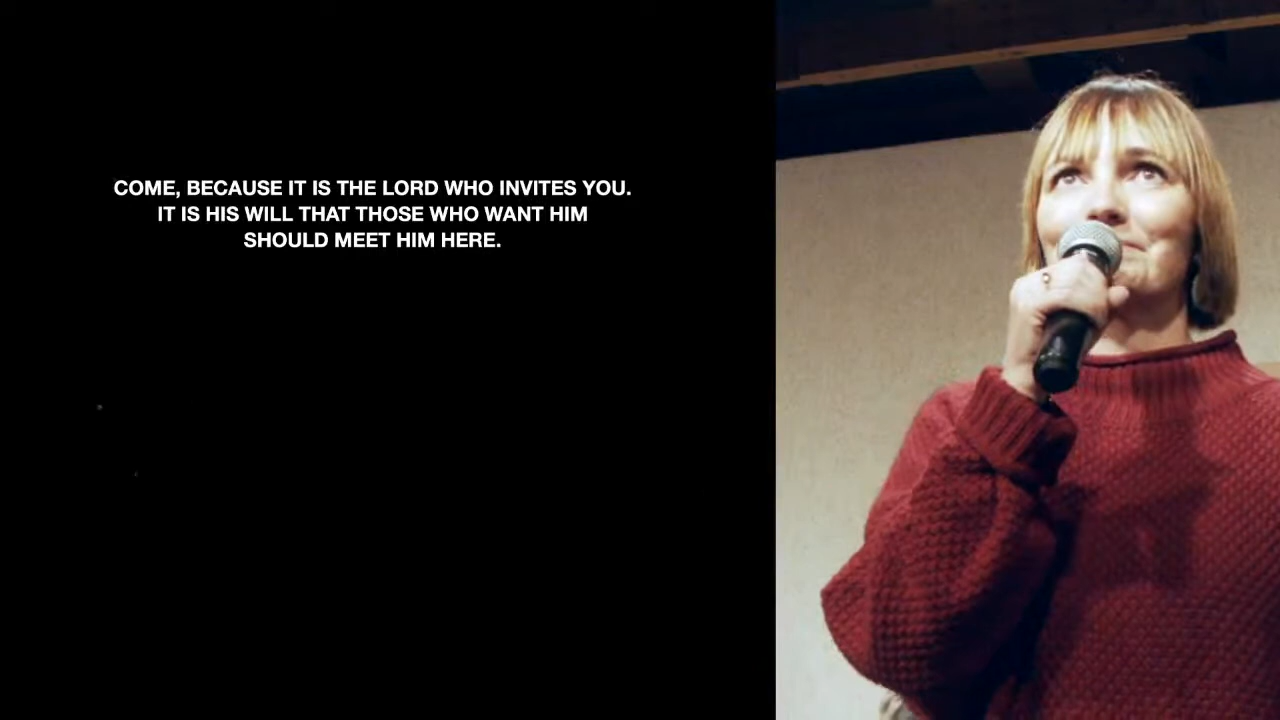 COME, BECAUSE IT IS THE LORD WHO INVITES YOU.
IT IS HIS WILL THAT THOSE WHO WANT HIM
SHOULD MEET HIM HERE.